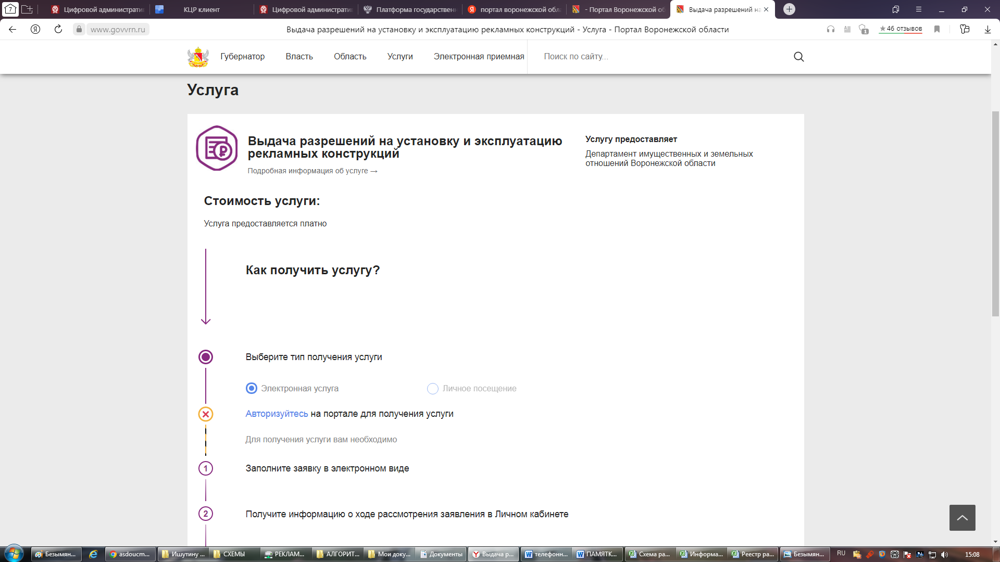 7
Цифровой администрати
КЦР клиент
Цифровой администрати
Платформа государствен
портал воронежской обл
- Портал Воронежской об
Выдача разрешений на
www.govvrn.ru
Выдача разрешений на установку и эксплуатацию рекламных конструкций - Услуга - Портал Воронежской области
1
46 отзывов
Губернатор
Власть
Область
Услуги
Электронная приемная
Поиск по сайту...
Услуга
Выдача разрешений на установку и эксплуатацию
рекламных конструкций
Подробная информация об услуге →
Услугу предоставляет
Департамент имущественных и земельных
отношений Воронежской области
Стоимость услуги:
Услуга предоставляется платно
Как получить услугу?
Выберите тип получения услуги
Электронная услуга
Личное посещение
Авторизуйтесь на портале для получения услуги
Для получения услуги вам необходимо
1 Заполните заявку в электронном виде
2 Получите информацию о ходе рассмотрения заявления в Личном кабинете
Безымян...
asdoucm...
Ишутину ...
СХЕМЫ
РЕКЛАМ...
АЛГОРИТ...
Мои доку...
Документы
Выдача р...
телефонн...
ПАМЯТК...
Схема ра...
Информа...
Реестр ра...
Безымян...
RU
15:08